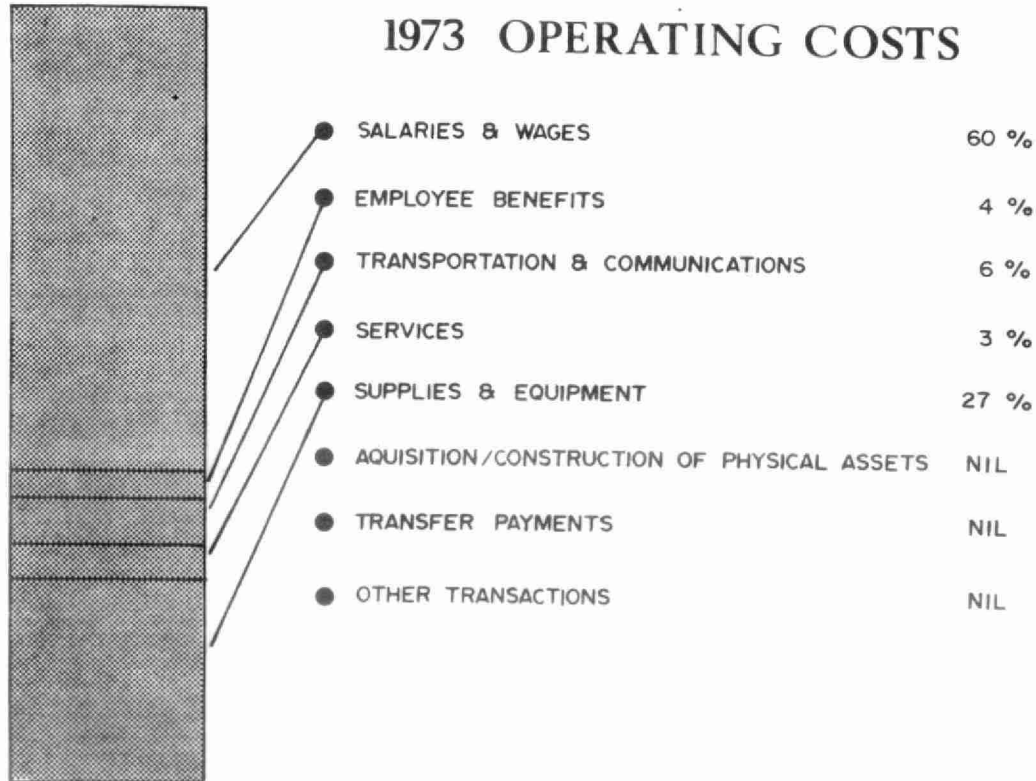 1973 OPERATING COSTS
SALARIES & WAGES 60 %
EMPLOYEE BENEFITS 4 %
TRANSPORTATION & COMMUNICATIONS 6 %
SERVICES 3 %
SUPPLIES & EQUIPMENT 27 %
AQUISITION/CONSTRUCTION OF PHYSICAL ASSETS NIL
TRANSFER PAYMENTS NIL
OTHER TRANSACTIONS NIL